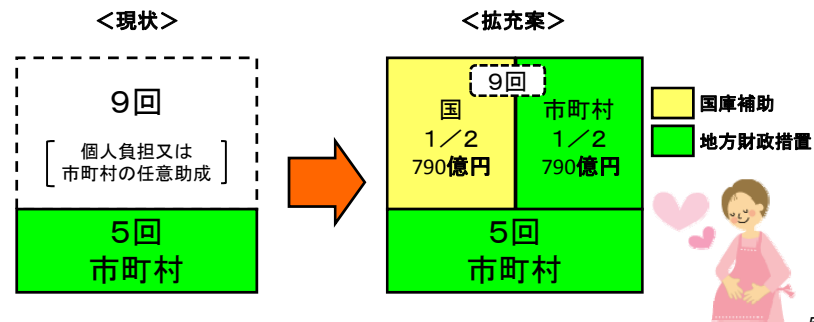 ＜現状＞
9回
個人負担又は
市町村の任意助成
5回
市町村
＜拡充案＞
9回
国
1／2
790億円
市町村
1／2
790億円
5回
市町村
国庫補助
地方財政措置